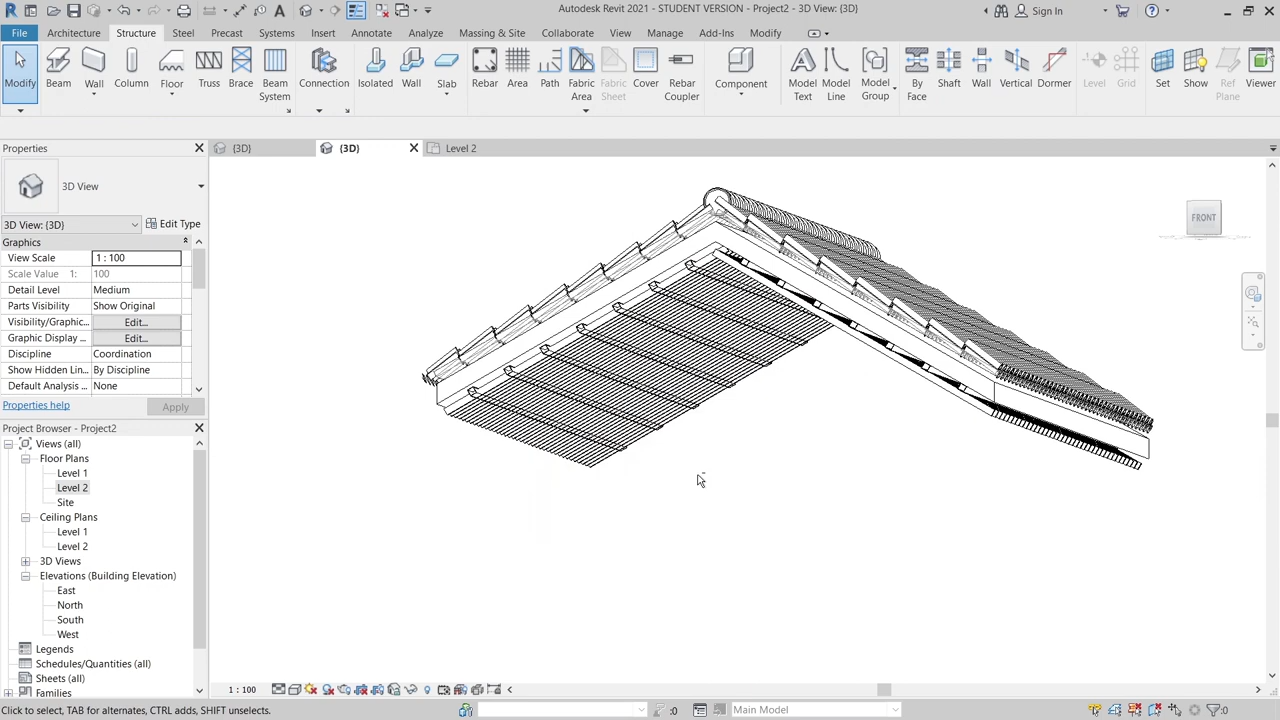 Autodesk Revit 2021 - STUDENT VERSION - Project2 - 3D View: {3D}
Sign In
File Architecture Structure Steel Precast Systems Insert Annotate Analyze Massing & Site Collaborate View Manage Add-Ins Modify
Modify Beam Wall Column Floor Truss Brace Beam System Connection Isolated Wall Slab Rebar Area Path Fabric Area Fabric Sheet Cover Rebar Coupler Component Model Text Model Line Model Group By Face Shaft Wall Vertical Dormer Level Grid Set Show Ref Plane Viewer
Properties
{3D} {3D} Level 2
3D View
3D View: {3D} Edit Type
Graphics
View Scale 1 : 100
Scale Value 1: 100
Detail Level Medium
Parts Visibility Show Original
Visibility/Graphic... Edit...
Graphic Display ... Edit...
Discipline Coordination
Show Hidden Lin... By Discipline
Default Analysis ... None
Properties help Apply
Project Browser - Project2
Views (all)
Floor Plans
Level 1
Level 2
Site
Ceiling Plans
Level 1
Level 2
3D Views
Elevations (Building Elevation)
East
North
South
West
Legends
Schedules/Quantities (all)
Sheets (all)
Families
FRONT
1 : 100
Click to select, TAB for alternates, CTRL adds, SHIFT unselects.
:0 Main Model :0